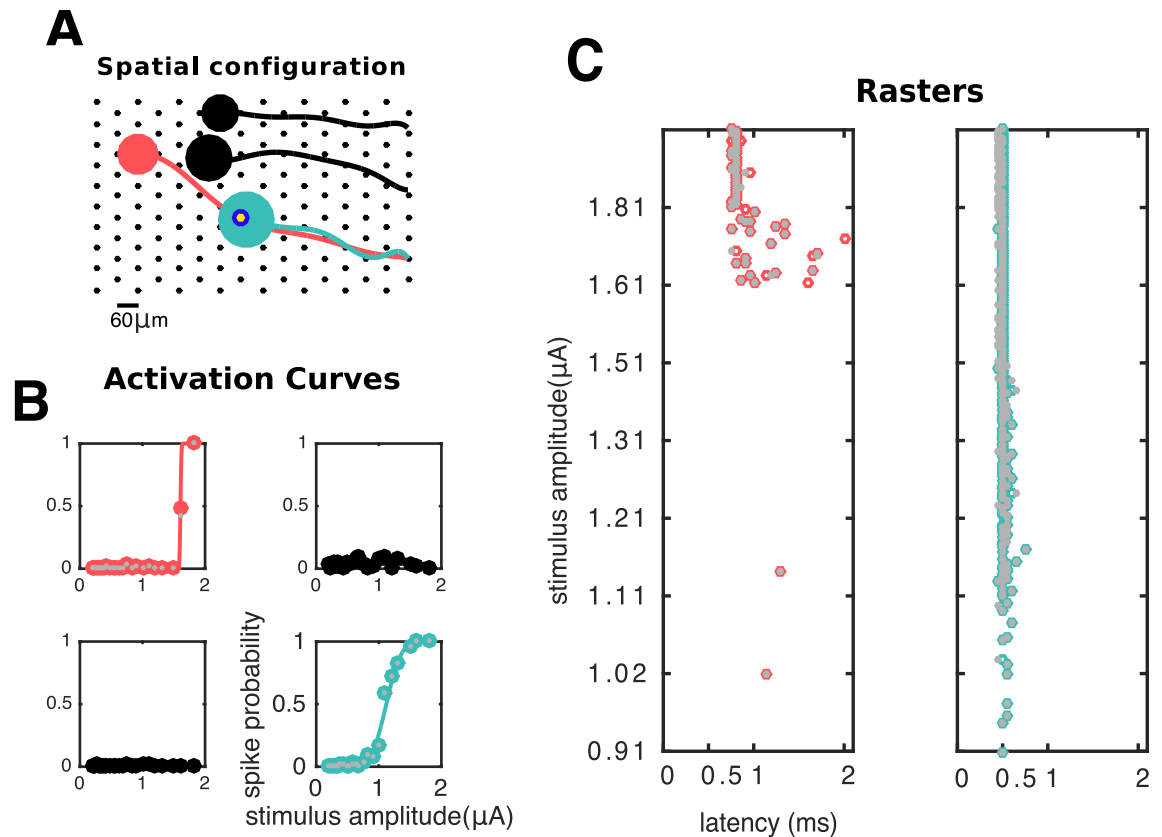 A
Spatial configuration
60μm
B
Activation Curves
1
0.5
0
0 1 2
1
0.5
0
0 1 2
1
0.5
0
0 1 2
spike probability
1
0.5
0
0 1 2
stimulus amplitude(μA)
C
Rasters
stimulus amplitude(μA)
1.81
1.61
1.51
1.31
1.21
1.11
1.02
0.91
0 0.5 1 2
0 0.5 1 2
latency (ms)